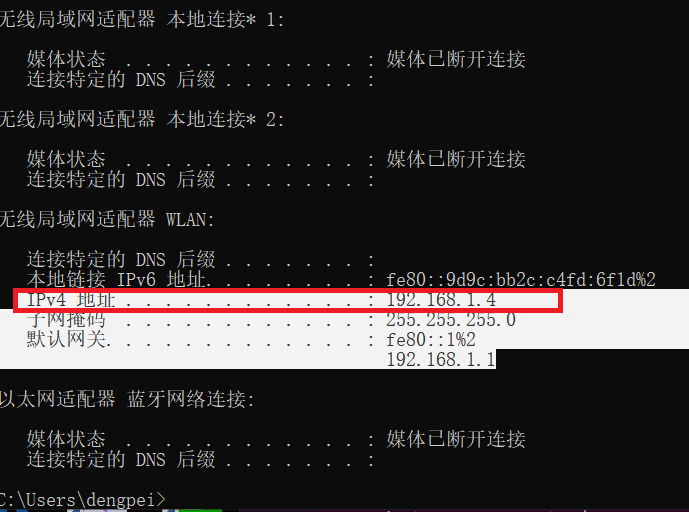 无线局域网适配器 本地连接* 1:
媒体状态 . . . . . . . . . . . . : 媒体已断开连接
连接特定的 DNS 后缀 . . . . . . . :
无线局域网适配器 本地连接* 2:
媒体状态 . . . . . . . . . . . . : 媒体已断开连接
连接特定的 DNS 后缀 . . . . . . . :
无线局域网适配器 WLAN:
连接特定的 DNS 后缀 . . . . . . . :
本地链接 IPv6 地址. . . . . . . . : fe80::9d9c:bb2c:c4fd:6f1d%2
IPv4 地址 . . . . . . . . . . . . : 192.168.1.4
子网掩码 . . . . . . . . . . . . : 255.255.255.0
默认网关. . . . . . . . . . . . . : fe80::1%2
192.168.1.1
以太网适配器 蓝牙网络连接:
媒体状态 . . . . . . . . . . . . : 媒体已断开连接
连接特定的 DNS 后缀 . . . . . . . :
C:\Users\dengpei>